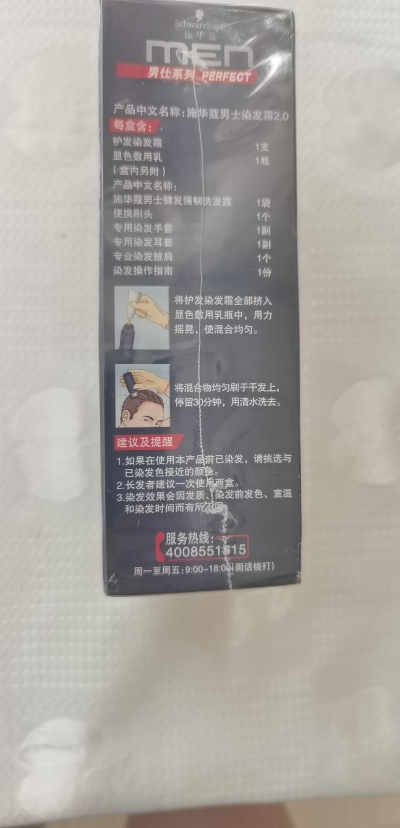 Schwarzkopf
施华蔻
men
男仕系列 PERFECT
产品中文名称：施华蔻男士染发霜2.0
每盒含：
护发染发霜 1支
显色敷用乳 1瓶
（盒内另附）
产品中文名称：
施华蔻男士健发强韧洗发露 1袋
便携刷头 1个
专用染发手套 1副
专用染发耳套 1副
专业染发披肩 1个
染发操作指南 1份
将护发染发霜全部挤入
显色敷用乳瓶中，用力
摇晃，使混合均匀。
将混合物均匀刷于干发上，
停留30分钟，用清水洗去。
建议及提醒
1.如果在使用本产品前已染发，请挑选与
已染发色接近的颜色。
2.长发者建议一次使用两盒。
3.染发效果会因发质、染发前发色、室温
和染发时间而有所
服务热线：
4008551515
周一至周五：9:00-18:00（固话拨打）